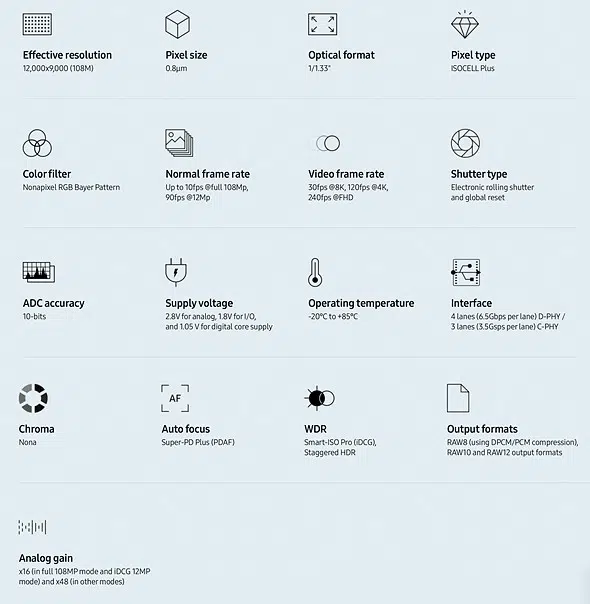 Effective resolution
12,000x9,000 (108M)
Pixel size
0.8μm
Optical format
1/1.33"
Pixel type
ISOCELL Plus
Color filter
Nonapixel RGB Bayer Pattern
Normal frame rate
Up to 10fps @full 108Mp,
90fps @12Mp
Video frame rate
30fps @8K, 120fps @4K,
240fps @FHD
Shutter type
Electronic rolling shutter
and global reset
ADC accuracy
10-bits
Supply voltage
2.8V for analog, 1.8V for I/O,
and 1.05 V for digital core supply
Operating temperature
-20℃ to +85℃
Interface
4 lanes (6.5Gbps per lane) D-PHY /
3 lanes (3.5Gsps per lane) C-PHY
Chroma
Nona
AF
Auto focus
Super-PD Plus (PDAF)
WDR
Smart-ISO Pro (iDCG),
Staggered HDR
Output formats
RAW8 (using DPCM/PCM compression),
RAW10 and RAW12 output formats
Analog gain
x16 (in full 108MP mode and iDCG 12MP
mode) and x48 (in other modes)